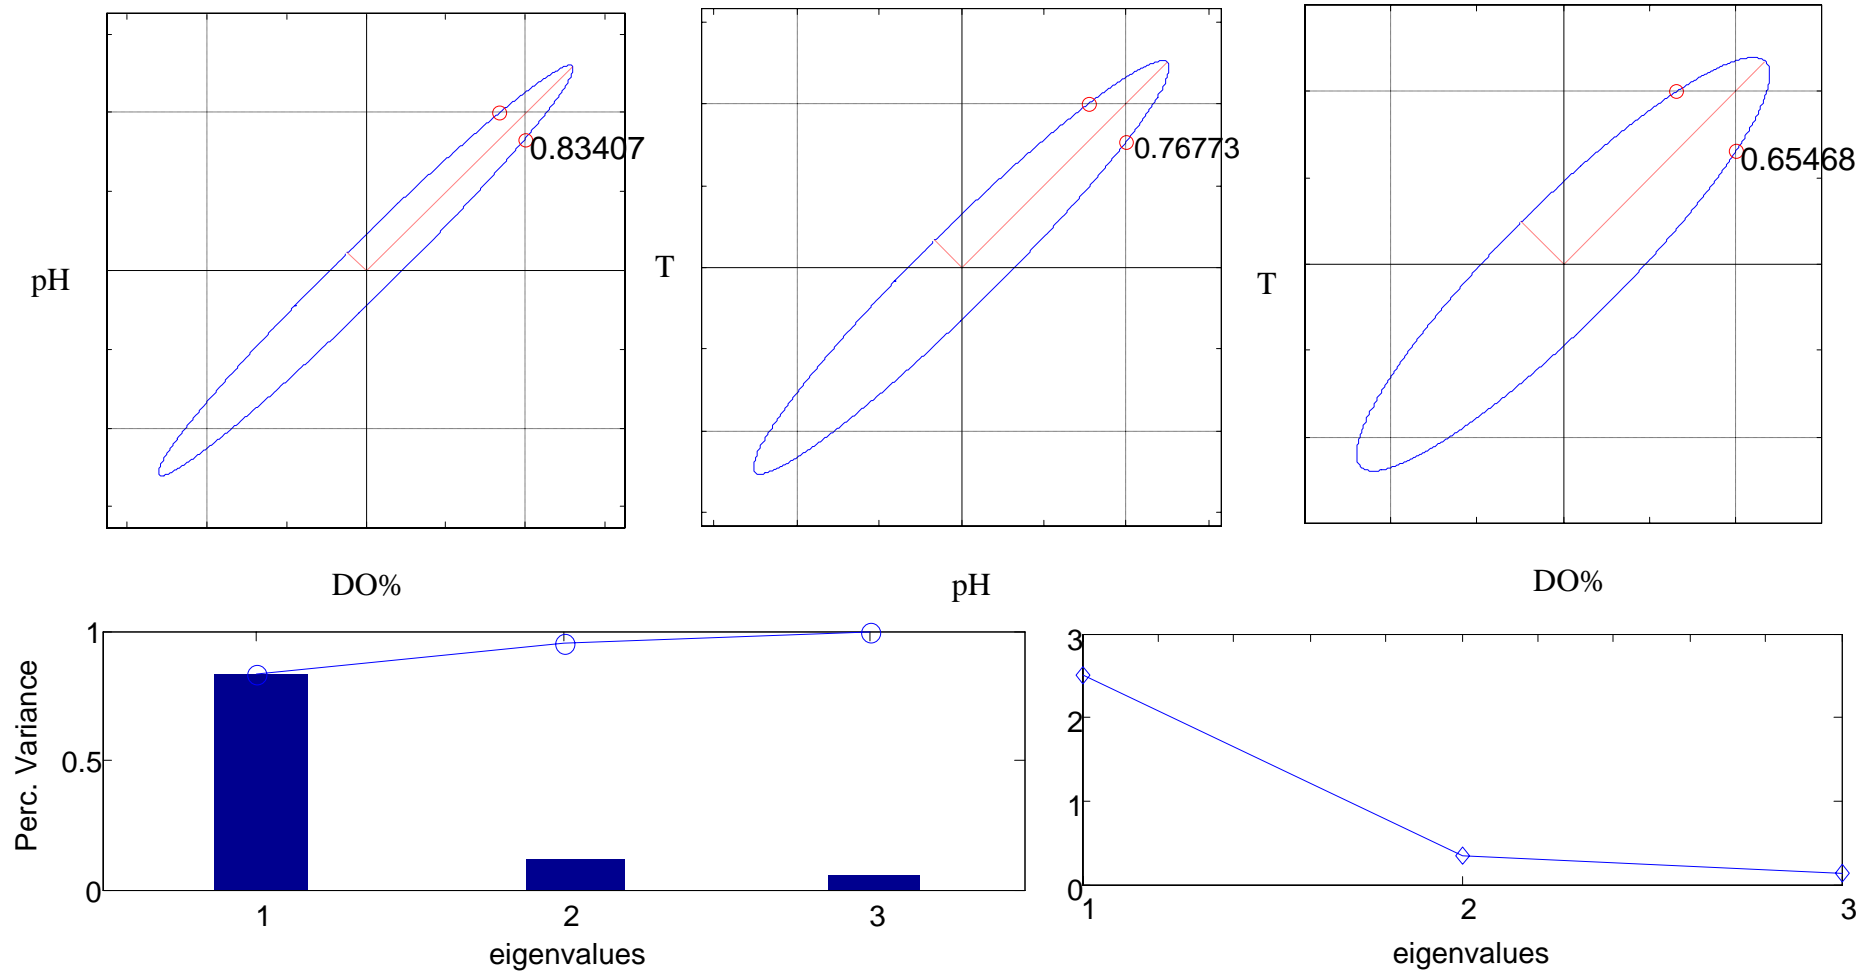 0.83407
pH
DO%
0.76773
T
pH
0.65468
T
DO%
1
0.5
0
Perc. Variance
1 2 3
eigenvalues
3
2
1
0
1 2 3
eigenvalues